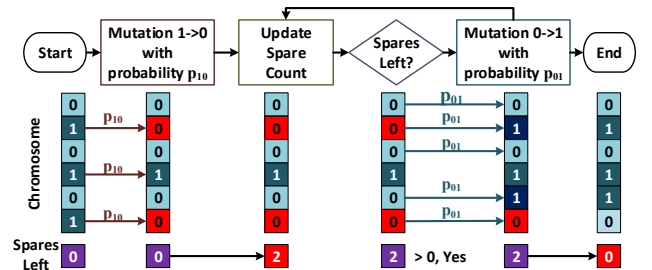 Start
Mutation 1->0
with
probability p₁₀
Update
Spare
Count
Spares
Left?
Mutation 0->1
with
probability p₀₁
End
Chromosome
0 0 0 0 p₀₁ 0 0
1 p₁₀ 0 0 0 p₀₁ 1 1
0 0 0 0 p₀₁ 0 0
1 p₁₀ 1 1 1 1 1
0 0 0 0 p₀₁ 1 1
1 p₁₀ 0 0 0 p₀₁ 0 0
Spares
Left
0 0 2 2 > 0, Yes 2 0